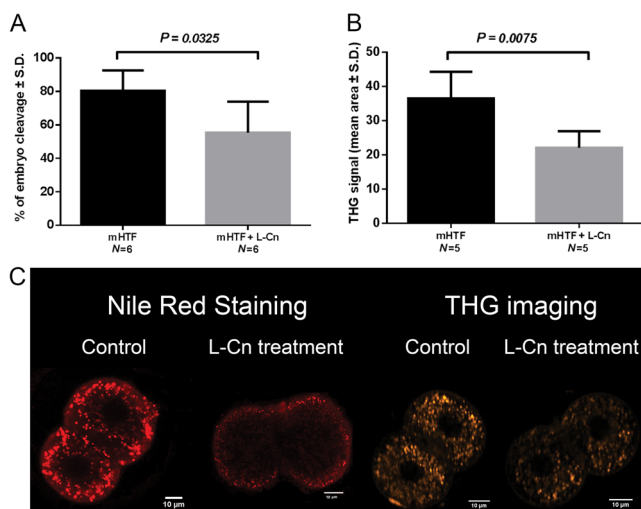 A
P = 0.0325
% of embryo cleavage ± S.D.
100
80
60
40
20
0
mHTF
N=6
mHTF + L-Cn
N=6
B
P = 0.0075
THG signal (mean area ± S.D.)
50
40
30
20
10
0
mHTF
N=5
mHTF + L-Cn
N=5
C
Nile Red Staining
THG imaging
Control
L-Cn treatment
Control
L-Cn treatment
10 μm
10 μm
10 μm
10 μm